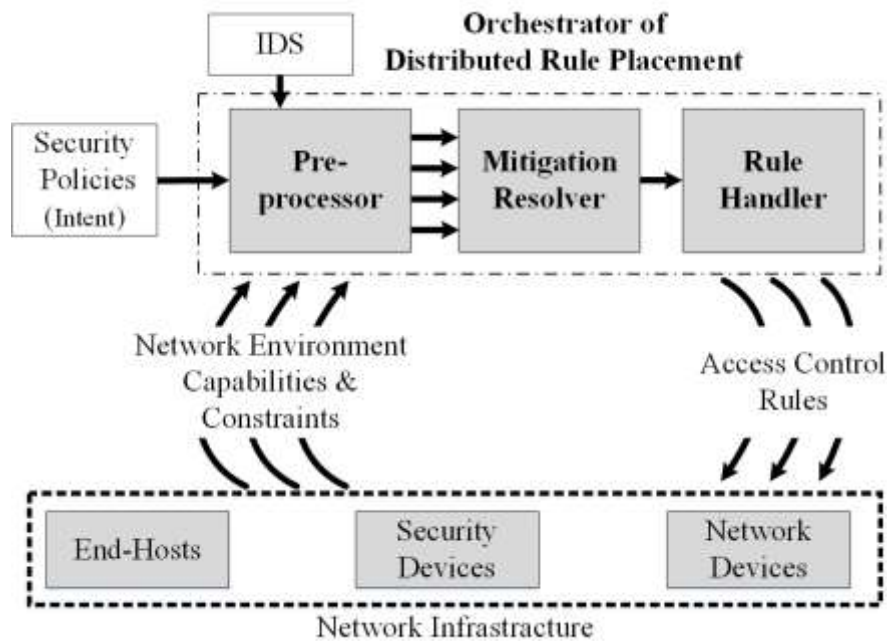 IDS
Orchestrator of
Distributed Rule Placement
Security
Policies
(Intent)
Pre-
processor
Mitigation
Resolver
Rule
Handler
Network Environment
Capabilities &
Constraints
Access Control
Rules
End-Hosts
Security
Devices
Network
Devices
Network Infrastracture